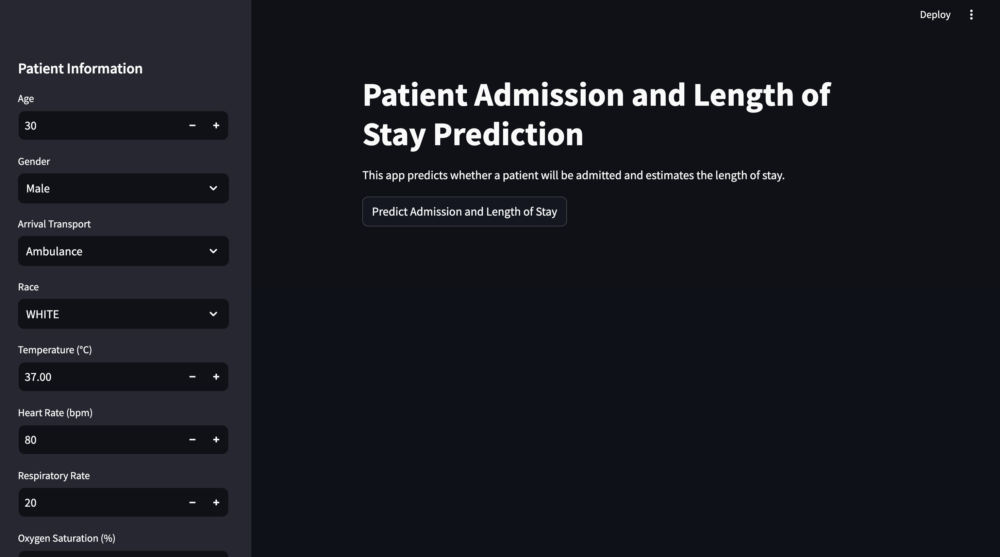 Deploy
Patient Information
Age
30
Gender
Male
Arrival Transport
Ambulance
Race
WHITE
Temperature (°C)
37.00
Heart Rate (bpm)
80
Respiratory Rate
20
Oxygen Saturation (%)
Patient Admission and Length of
Stay Prediction
This app predicts whether a patient will be admitted and estimates the length of stay.
Predict Admission and Length of Stay